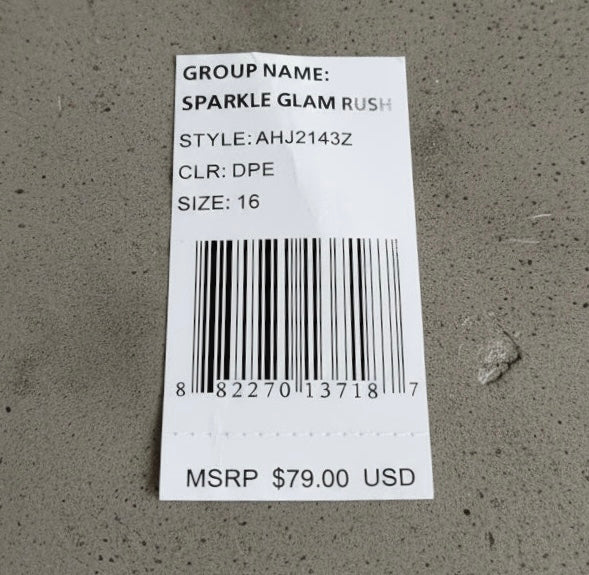 GROUP NAME:
SPARKLE GLAM RUSH
STYLE: AHJ2143Z
CLR: DPE
SIZE: 16
8 82270 13718 7
MSRP $79.00 USD